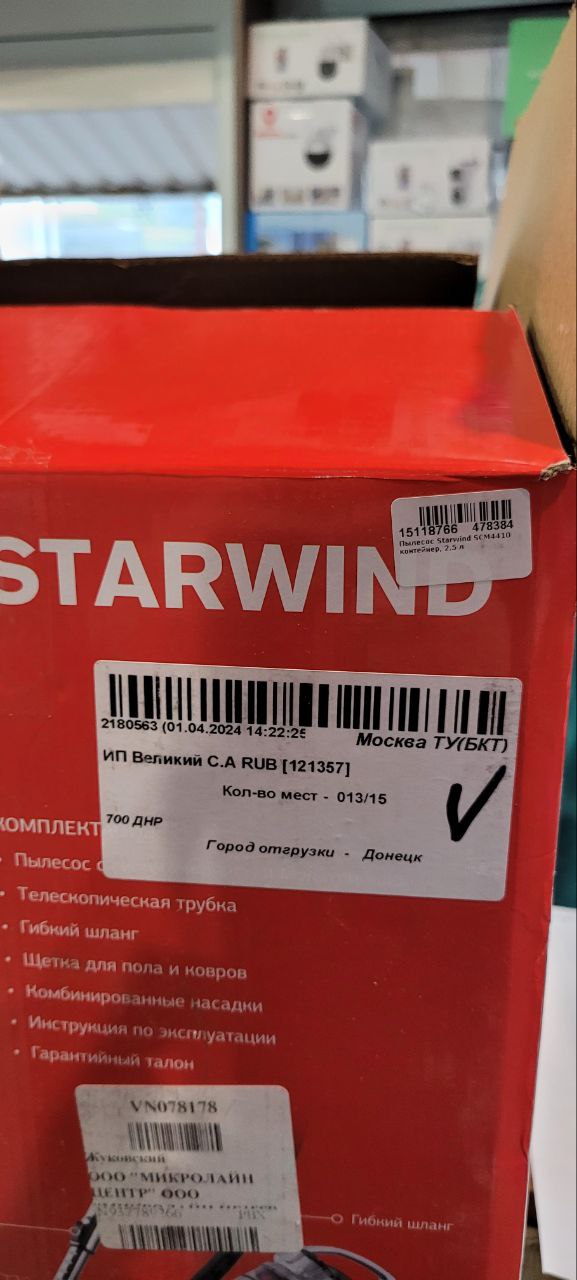 STARWIND
15118766 478384
Пылесос Starwind SCM4410
контейнер, 2.5 л
2180563 (01.04.2024 14:22:25
Москва ТУ(БКТ)
ИП Великий С.А RUB [121357]
Кол-во мест - 013/15
700 ДНР
Город отгрузки - Донецк
КОМПЛЕКТ
• Пылесос с
• Телескопическая трубка
• Гибкий шланг
• Щетка для пола и ковров
• Комбинированные насадки
• Инструкция по эксплуатации
• Гарантийный талон
VN078178
Жуковский
ООО "МИКРОЛАЙН
ЦЕНТР" ООО
Гибкий шланг